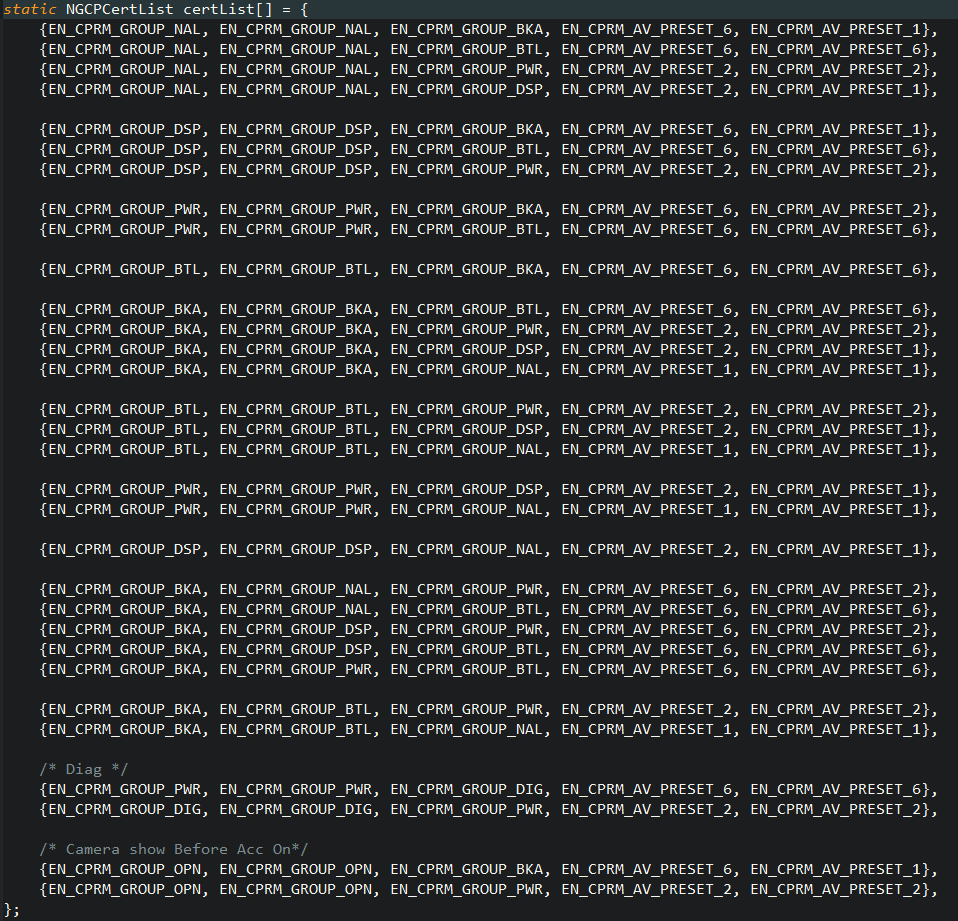 static NGCPCertList certList[] = {
    {EN_CPRM_GROUP_NAL, EN_CPRM_GROUP_NAL, EN_CPRM_GROUP_BKA, EN_CPRM_AV_PRESET_6, EN_CPRM_AV_PRESET_1},
    {EN_CPRM_GROUP_NAL, EN_CPRM_GROUP_NAL, EN_CPRM_GROUP_BTL, EN_CPRM_AV_PRESET_6, EN_CPRM_AV_PRESET_6},
    {EN_CPRM_GROUP_NAL, EN_CPRM_GROUP_NAL, EN_CPRM_GROUP_PWR, EN_CPRM_AV_PRESET_2, EN_CPRM_AV_PRESET_2},
    {EN_CPRM_GROUP_NAL, EN_CPRM_GROUP_NAL, EN_CPRM_GROUP_DSP, EN_CPRM_AV_PRESET_2, EN_CPRM_AV_PRESET_1},

    {EN_CPRM_GROUP_DSP, EN_CPRM_GROUP_DSP, EN_CPRM_GROUP_BKA, EN_CPRM_AV_PRESET_6, EN_CPRM_AV_PRESET_1},
    {EN_CPRM_GROUP_DSP, EN_CPRM_GROUP_DSP, EN_CPRM_GROUP_BTL, EN_CPRM_AV_PRESET_6, EN_CPRM_AV_PRESET_6},
    {EN_CPRM_GROUP_DSP, EN_CPRM_GROUP_DSP, EN_CPRM_GROUP_PWR, EN_CPRM_AV_PRESET_2, EN_CPRM_AV_PRESET_2},

    {EN_CPRM_GROUP_PWR, EN_CPRM_GROUP_PWR, EN_CPRM_GROUP_BKA, EN_CPRM_AV_PRESET_6, EN_CPRM_AV_PRESET_2},
    {EN_CPRM_GROUP_PWR, EN_CPRM_GROUP_PWR, EN_CPRM_GROUP_BTL, EN_CPRM_AV_PRESET_6, EN_CPRM_AV_PRESET_6},

    {EN_CPRM_GROUP_BTL, EN_CPRM_GROUP_BTL, EN_CPRM_GROUP_BKA, EN_CPRM_AV_PRESET_6, EN_CPRM_AV_PRESET_6},

    {EN_CPRM_GROUP_BKA, EN_CPRM_GROUP_BKA, EN_CPRM_GROUP_BTL, EN_CPRM_AV_PRESET_6, EN_CPRM_AV_PRESET_6},
    {EN_CPRM_GROUP_BKA, EN_CPRM_GROUP_BKA, EN_CPRM_GROUP_PWR, EN_CPRM_AV_PRESET_2, EN_CPRM_AV_PRESET_2},
    {EN_CPRM_GROUP_BKA, EN_CPRM_GROUP_BKA, EN_CPRM_GROUP_DSP, EN_CPRM_AV_PRESET_2, EN_CPRM_AV_PRESET_1},
    {EN_CPRM_GROUP_BKA, EN_CPRM_GROUP_BKA, EN_CPRM_GROUP_NAL, EN_CPRM_AV_PRESET_1, EN_CPRM_AV_PRESET_1},

    {EN_CPRM_GROUP_BTL, EN_CPRM_GROUP_BTL, EN_CPRM_GROUP_PWR, EN_CPRM_AV_PRESET_2, EN_CPRM_AV_PRESET_2},
    {EN_CPRM_GROUP_BTL, EN_CPRM_GROUP_BTL, EN_CPRM_GROUP_DSP, EN_CPRM_AV_PRESET_2, EN_CPRM_AV_PRESET_1},
    {EN_CPRM_GROUP_BTL, EN_CPRM_GROUP_BTL, EN_CPRM_GROUP_NAL, EN_CPRM_AV_PRESET_1, EN_CPRM_AV_PRESET_1},

    {EN_CPRM_GROUP_PWR, EN_CPRM_GROUP_PWR, EN_CPRM_GROUP_DSP, EN_CPRM_AV_PRESET_2, EN_CPRM_AV_PRESET_1},
    {EN_CPRM_GROUP_PWR, EN_CPRM_GROUP_PWR, EN_CPRM_GROUP_NAL, EN_CPRM_AV_PRESET_1, EN_CPRM_AV_PRESET_1},

    {EN_CPRM_GROUP_DSP, EN_CPRM_GROUP_DSP, EN_CPRM_GROUP_NAL, EN_CPRM_AV_PRESET_2, EN_CPRM_AV_PRESET_1},

    {EN_CPRM_GROUP_BKA, EN_CPRM_GROUP_NAL, EN_CPRM_GROUP_PWR, EN_CPRM_AV_PRESET_6, EN_CPRM_AV_PRESET_2},
    {EN_CPRM_GROUP_BKA, EN_CPRM_GROUP_NAL, EN_CPRM_GROUP_BTL, EN_CPRM_AV_PRESET_6, EN_CPRM_AV_PRESET_6},
    {EN_CPRM_GROUP_BKA, EN_CPRM_GROUP_DSP, EN_CPRM_GROUP_PWR, EN_CPRM_AV_PRESET_6, EN_CPRM_AV_PRESET_2},
    {EN_CPRM_GROUP_BKA, EN_CPRM_GROUP_DSP, EN_CPRM_GROUP_BTL, EN_CPRM_AV_PRESET_6, EN_CPRM_AV_PRESET_6},
    {EN_CPRM_GROUP_BKA, EN_CPRM_GROUP_PWR, EN_CPRM_GROUP_BTL, EN_CPRM_AV_PRESET_6, EN_CPRM_AV_PRESET_6},

    {EN_CPRM_GROUP_BKA, EN_CPRM_GROUP_BTL, EN_CPRM_GROUP_PWR, EN_CPRM_AV_PRESET_2, EN_CPRM_AV_PRESET_2},
    {EN_CPRM_GROUP_BKA, EN_CPRM_GROUP_BTL, EN_CPRM_GROUP_NAL, EN_CPRM_AV_PRESET_1, EN_CPRM_AV_PRESET_1},

    /* Diag */
    {EN_CPRM_GROUP_PWR, EN_CPRM_GROUP_PWR, EN_CPRM_GROUP_DIG, EN_CPRM_AV_PRESET_6, EN_CPRM_AV_PRESET_6},
    {EN_CPRM_GROUP_DIG, EN_CPRM_GROUP_DIG, EN_CPRM_GROUP_PWR, EN_CPRM_AV_PRESET_2, EN_CPRM_AV_PRESET_2},

    /* Camera show Before Acc On*/
    {EN_CPRM_GROUP_OPN, EN_CPRM_GROUP_OPN, EN_CPRM_GROUP_BKA, EN_CPRM_AV_PRESET_6, EN_CPRM_AV_PRESET_1},
    {EN_CPRM_GROUP_OPN, EN_CPRM_GROUP_OPN, EN_CPRM_GROUP_PWR, EN_CPRM_AV_PRESET_2, EN_CPRM_AV_PRESET_2},
};